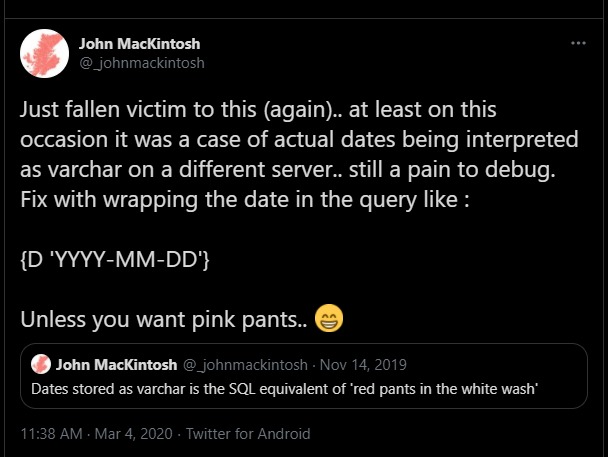 John MacKintosh
@_johnmackintosh
Just fallen victim to this (again).. at least on this
occasion it was a case of actual dates being interpreted
as varchar on a different server.. still a pain to debug.
Fix with wrapping the date in the query like :
{D 'YYYY-MM-DD'}
Unless you want pink pants.. 😁
John MacKintosh @_johnmackintosh · Nov 14, 2019
Dates stored as varchar is the SQL equivalent of 'red pants in the white wash'
11:38 AM · Mar 4, 2020 · Twitter for Android